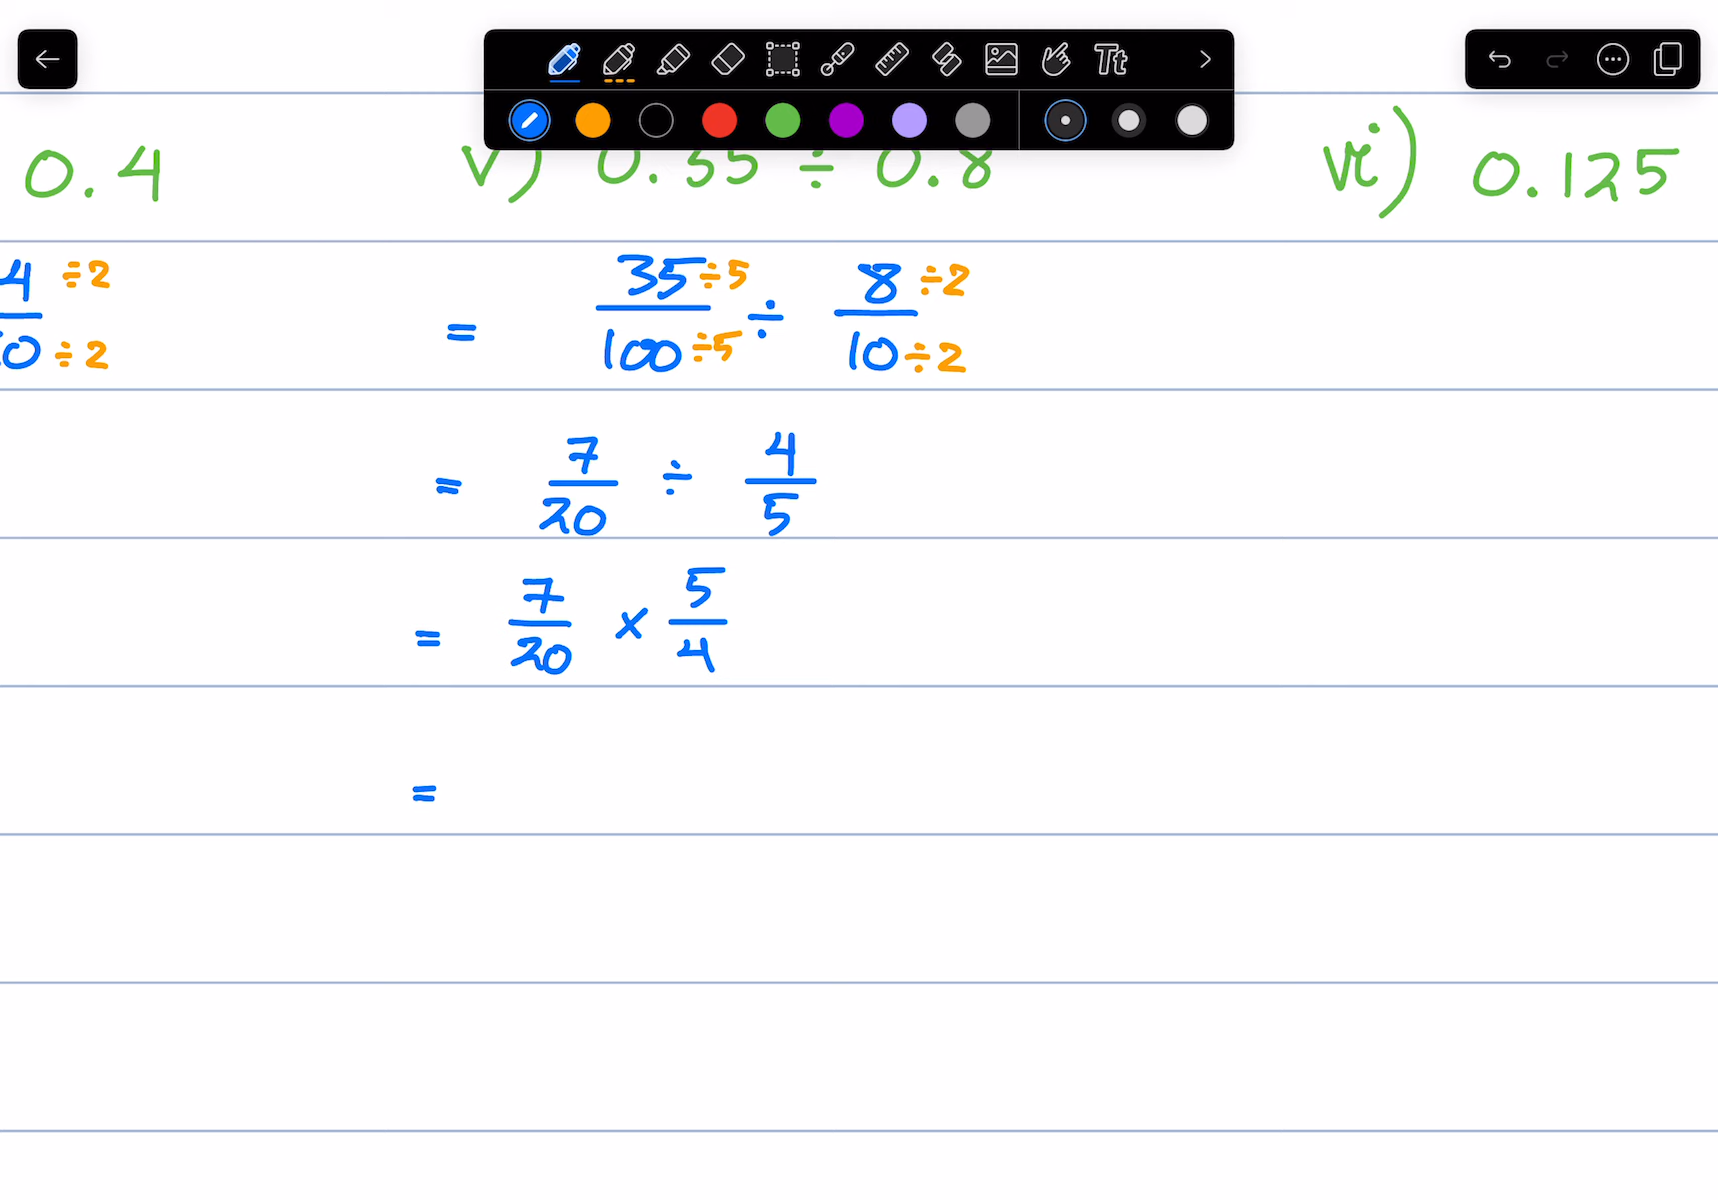 0.4 v) 0.35 ÷ 0.8 vi) 0.125
4 ÷2
0 ÷2
= 35 ÷5 / 100 ÷5 ÷ 8 ÷2 / 10 ÷2
= 7/20 ÷ 4/5
= 7/20 × 5/4
=
Tt